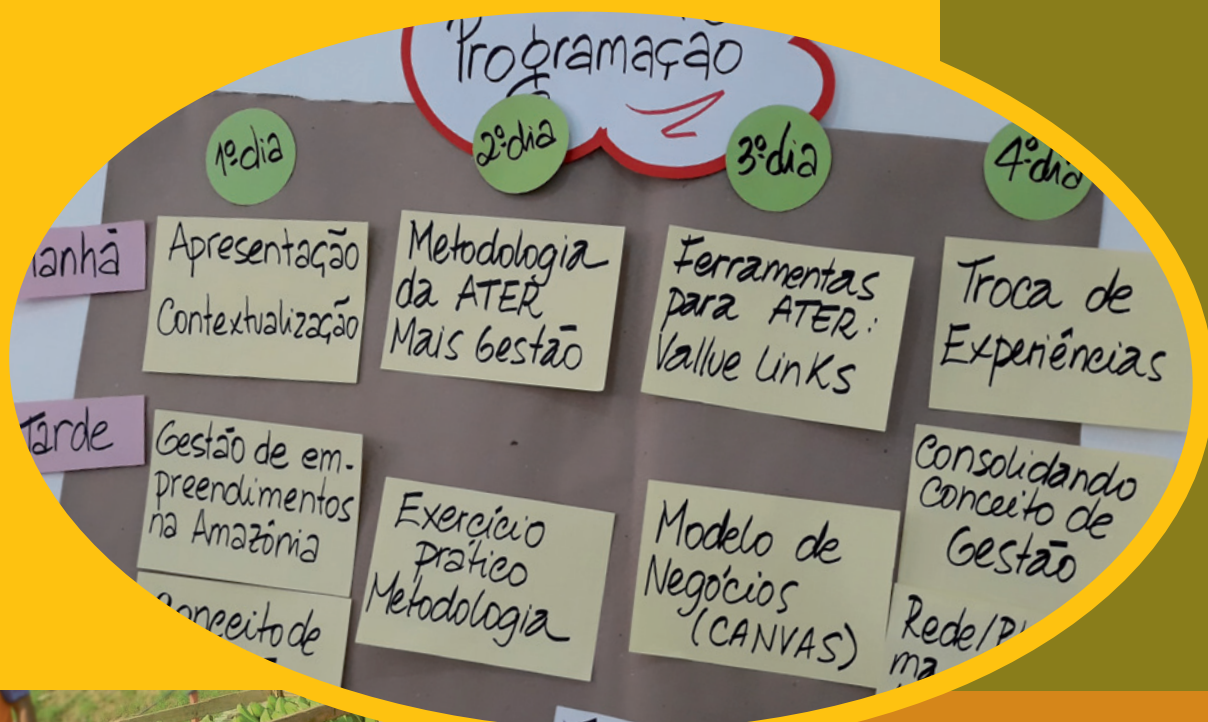 Programação
1º dia
2º dia
3º dia
4º dia
Apresentação
Contextualização
Metodologia
da ATER
Mais Gestão
Ferramentas
para ATER:
Vallue Links
Troca de
Experiências
Tarde
Gestão de em-
preendimentos
na Amazônia
Conceito de
Exercício
prático
Metodologia
Modelo de
Negócios
(CANVAS)
Consolidando
Conceito de
Gestão
Rede/
ma